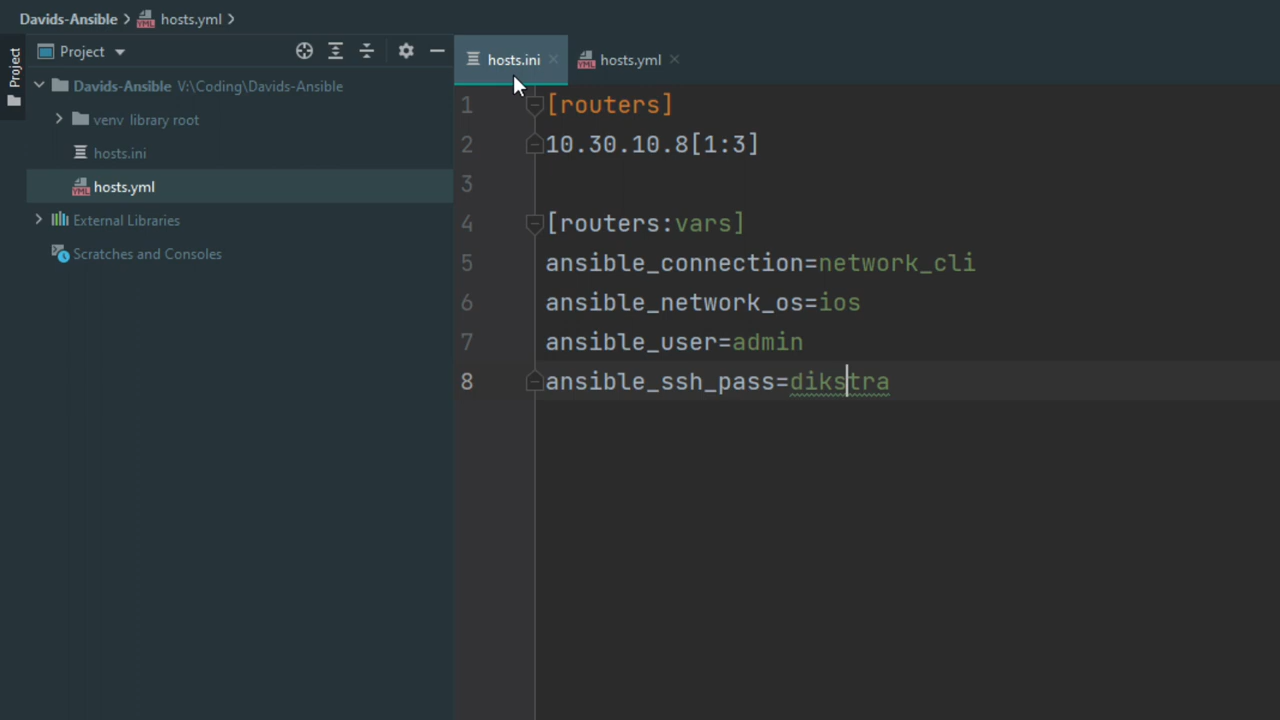 Davids-Ansible hosts.yml
Project
Project
Davids-Ansible V:\Coding\Davids-Ansible
venv library root
hosts.ini
hosts.yml
External Libraries
Scratches and Consoles
hosts.ini hosts.yml
1 [routers]
2 10.30.10.8[1:3]
3
4 [routers:vars]
5 ansible_connection=network_cli
6 ansible_network_os=ios
7 ansible_user=admin
8 ansible_ssh_pass=dikstra